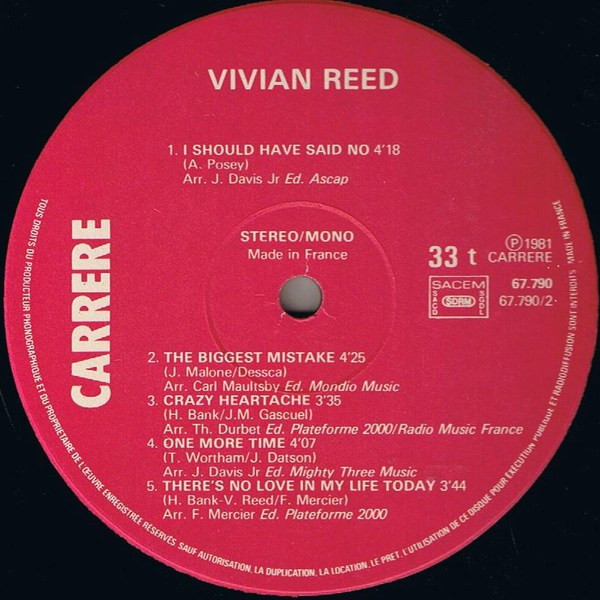 VIVIAN REED
1. I SHOULD HAVE SAID NO 4'18
(A. Posey)
Arr. J. Davis Jr Ed. Ascap
CARRERE
STEREO/MONO
Made in France
33 t
Ⓟ 1981
CARRERE
SACEM
SACD
SDRM
SGDL
67.790
67.790/2
2. THE BIGGEST MISTAKE 4'25
(J. Malone/Dessca)
Arr. Carl Maultsby Ed. Mondio Music
3. CRAZY HEARTACHE 3'35
(H. Bank/J.M. Gascuel)
Arr. Th. Durbet Ed. Plateforme 2000/Radio Music France
4. ONE MORE TIME 4'07
(T. Wortham/J. Datson)
Arr. J. Davis Jr Ed. Mighty Three Music
5. THERE'S NO LOVE IN MY LIFE TODAY 3'44
(H. Bank-V. Reed/F. Mercier)
Arr. F. Mercier Ed. Plateforme 2000
TOUS DROITS DU PRODUCTEUR PHONOGRAPHIQUE ET DU PROPRIETAIRE DE L'ŒUVRE ENREGISTREE RESERVES. SAUF AUTORISATION, LA DUPLICATION, LA LOCATION, LE PRET, L'UTILISATION DE CE DISQUE POUR EXECUTION PUBLIQUE ET RADIODIFFUSION SONT INTERDITS MADE IN FRANCE